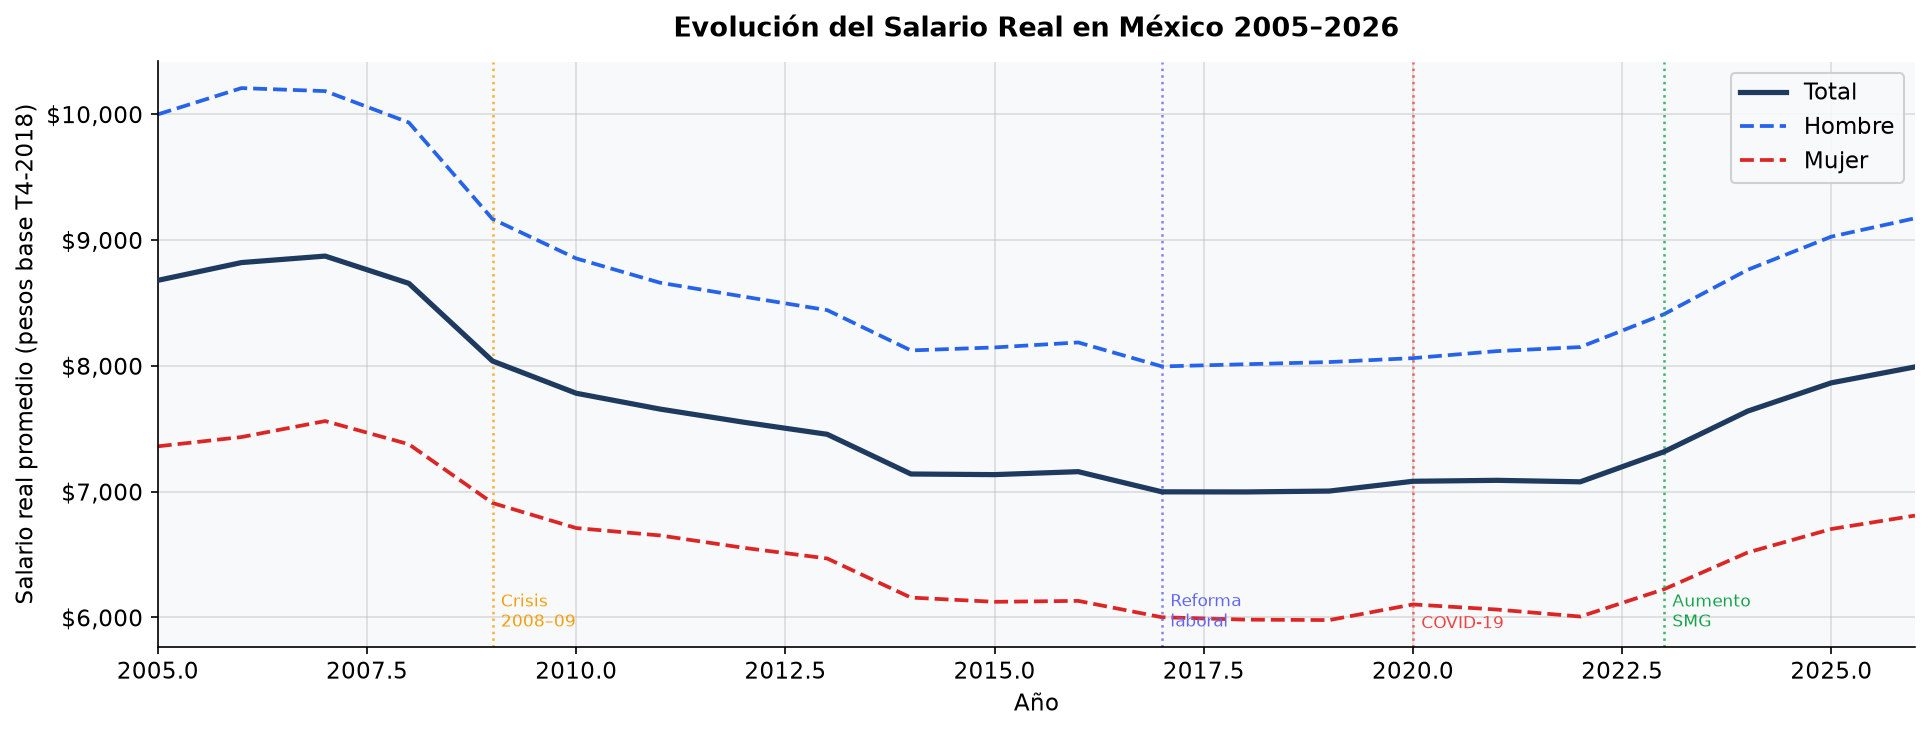 Evolución del Salario Real en México 2005–2026
Salario real promedio (pesos base T4-2018)
$10,000
$9,000
$8,000
$7,000
$6,000
Total
Hombre
Mujer
Crisis
2008–09
Reforma
laboral
COVID-19
Aumento
SMG
2005.0
2007.5
2010.0
2012.5
2015.0
2017.5
2020.0
2022.5
2025.0
Año